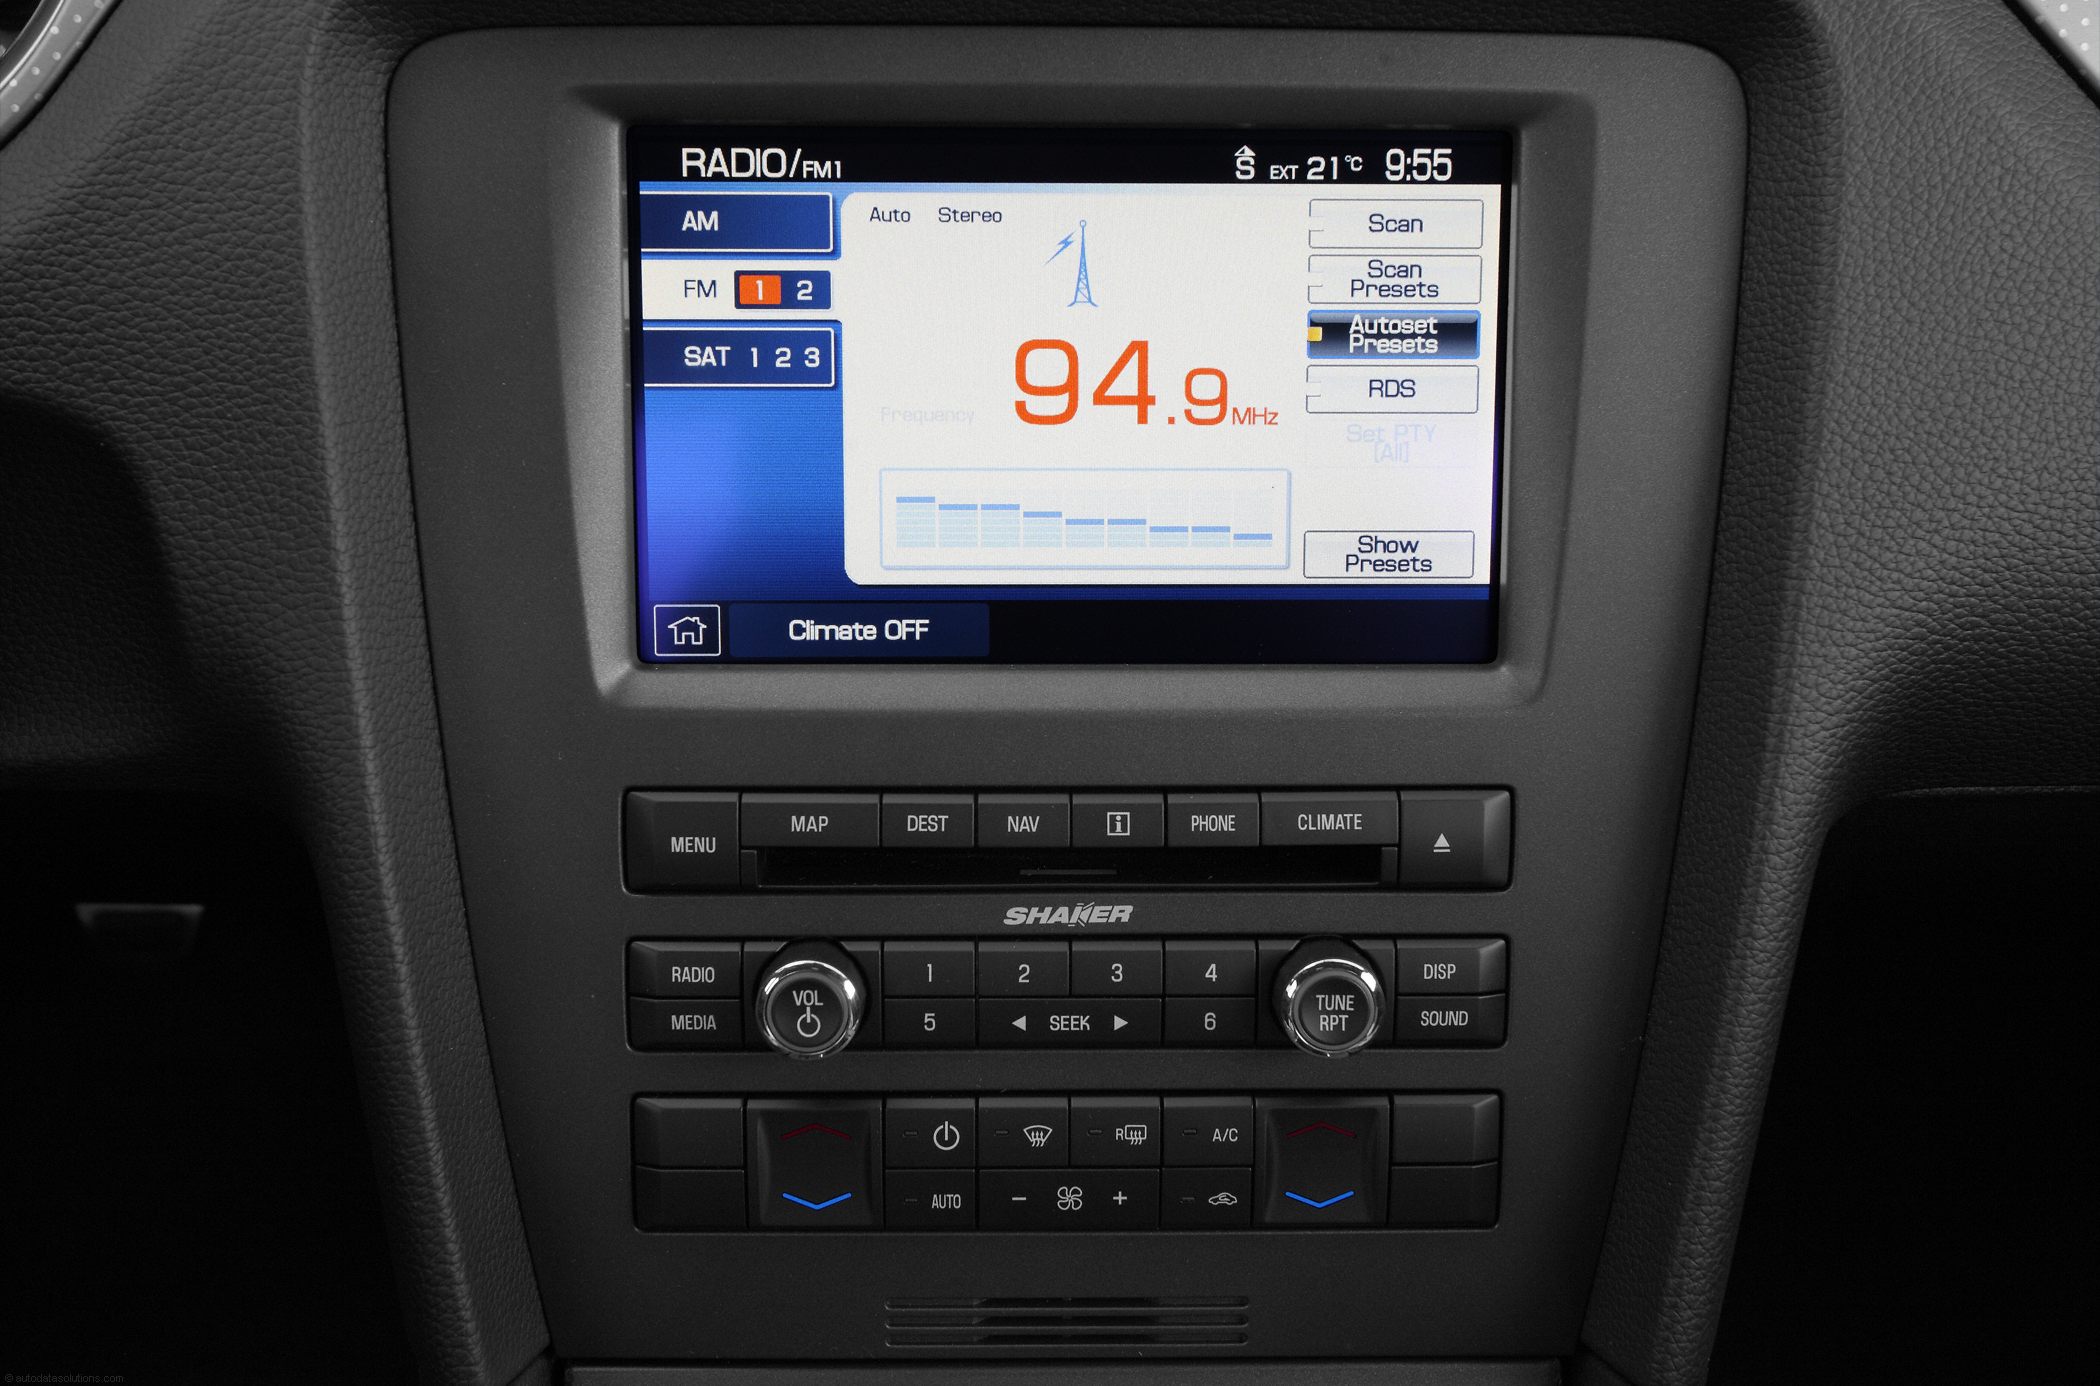 RADIO/FM1
S EXT 21°C 9:55
AM
Auto Stereo
Scan
FM 1 2
Scan
Presets
Autoset
Presets
SAT 1 2 3
RDS
Frequency
94.9MHz
Set PTY
[All]
Show
Presets
Climate OFF
MENU
MAP
DEST
NAV
i
PHONE
CLIMATE
SHAKER
RADIO
VOL
1
2
3
4
TUNE
RPT
DISP
MEDIA
5
SEEK
6
SOUND
R
A/C
AUTO
- +
© autodatasolutions.com